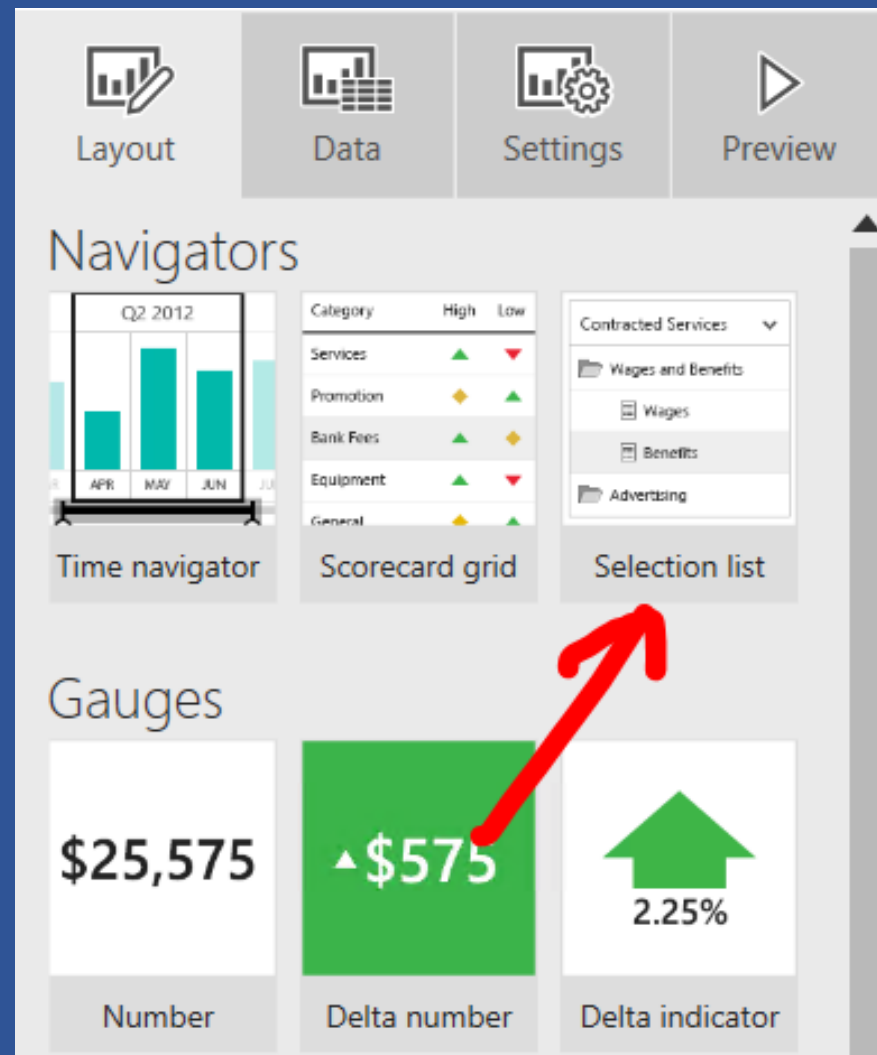 Layout
Data
Settings
Preview
Navigators
Q2 2012
APR MAY JUN
Time navigator
Category High Low
Services
Promotion
Bank Fees
Equipment
General
Scorecard grid
Contracted Services
Wages and Benefits
Wages
Benefits
Advertising
Selection list
Gauges
$25,575
Number
$575
Delta number
2.25%
Delta indicator